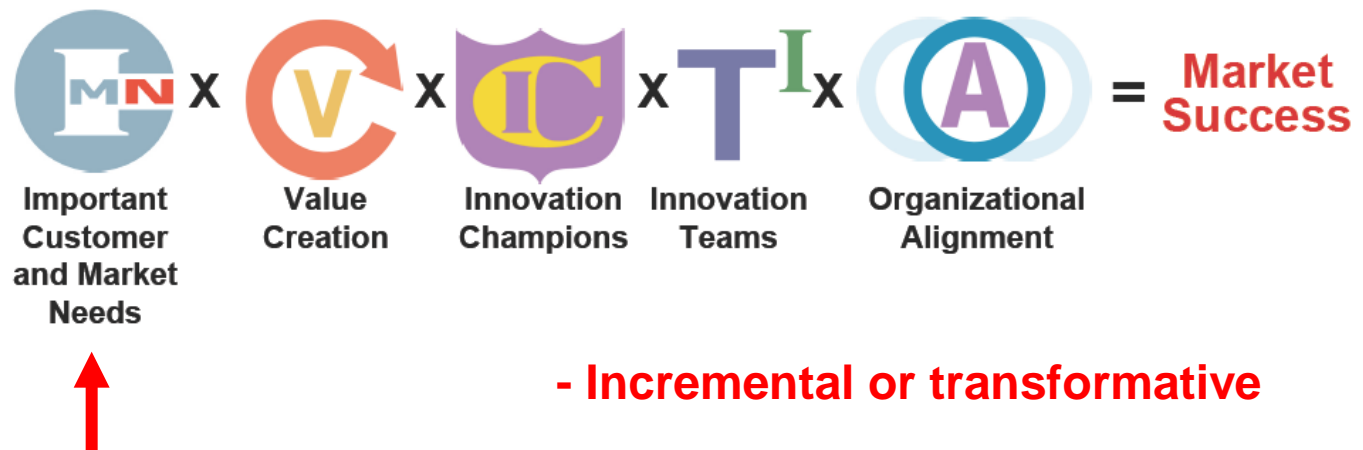 IMN X CV X IC X TI X A = Market Success
Important Customer and Market Needs
Value Creation
Innovation Champions
Innovation Teams
Organizational Alignment
- Incremental or transformative